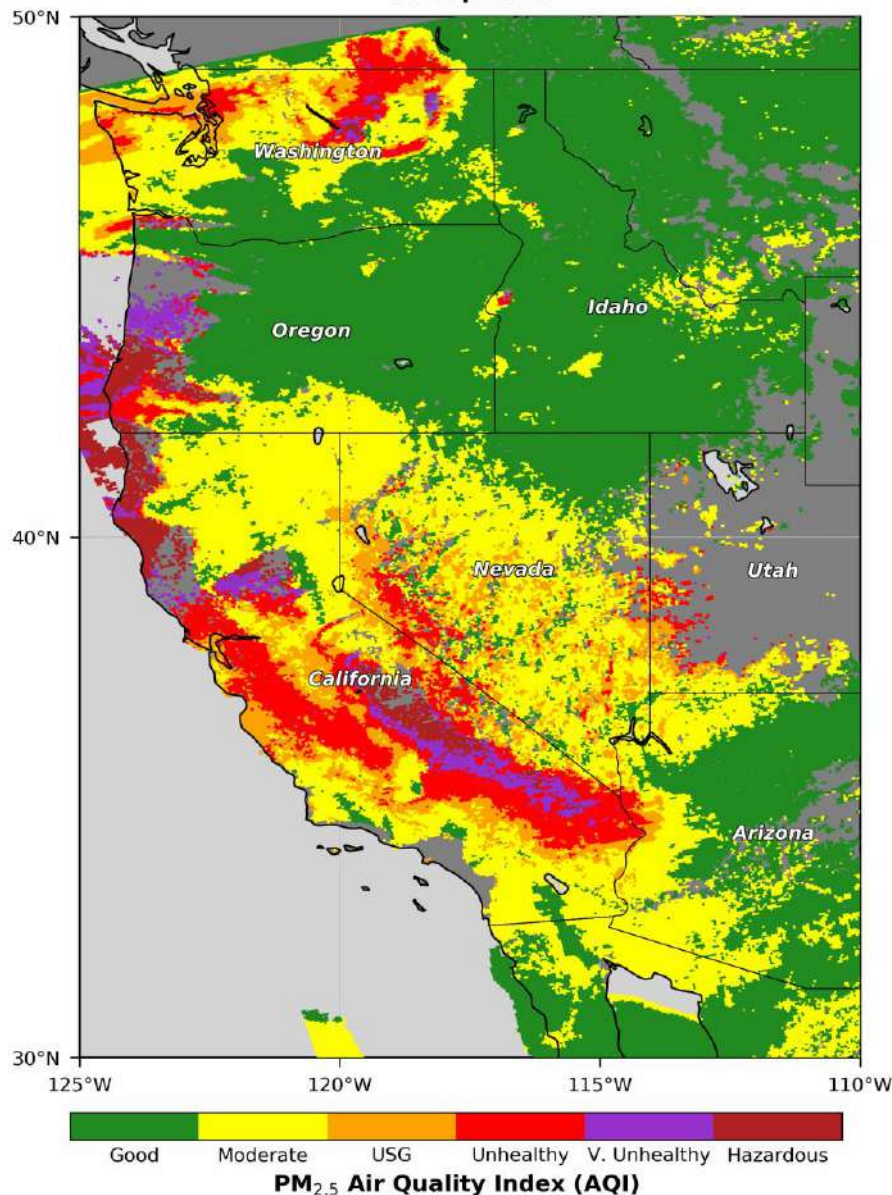 50°N
Washington
Oregon
Idaho
40°N
Nevada
Utah
California
Arizona
30°N
125°W 120°W 115°W 110°W
Good Moderate USG Unhealthy V. Unhealthy Hazardous
PM2.5 Air Quality Index (AQI)